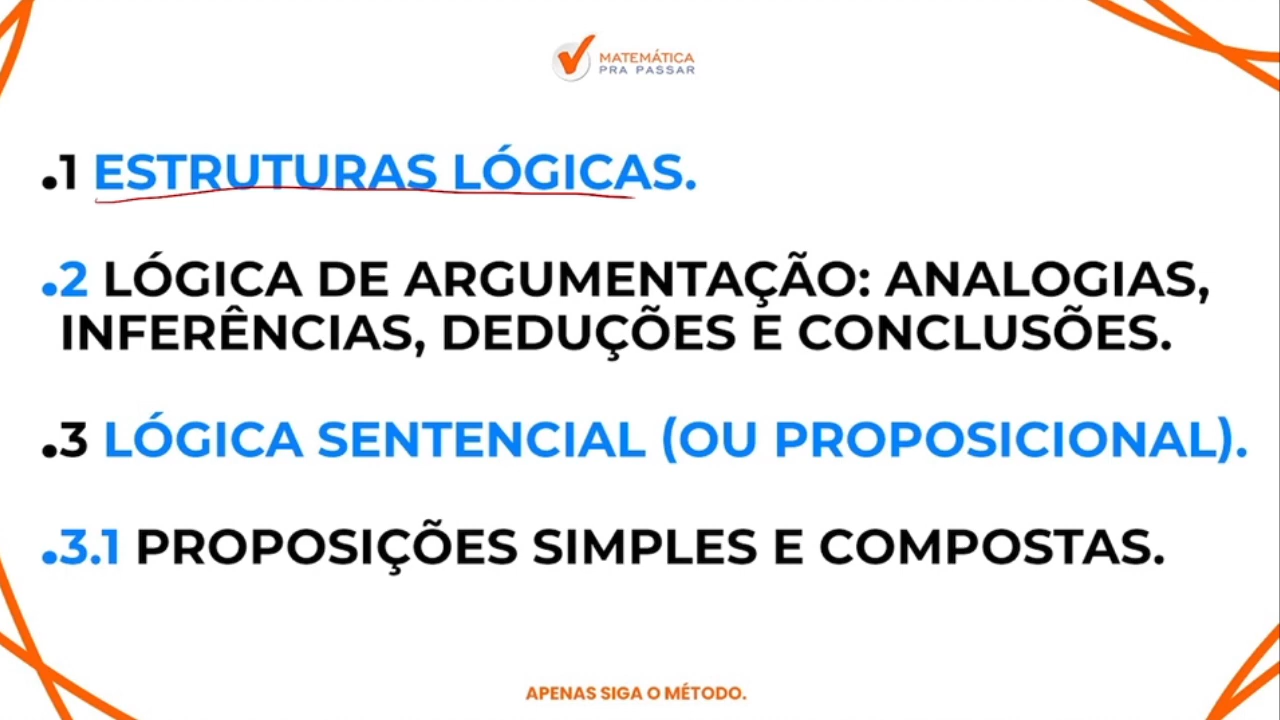 MATEMÁTICA
PRA PASSAR
.1 ESTRUTURAS LÓGICAS.
.2 LÓGICA DE ARGUMENTAÇÃO: ANALOGIAS,
INFERÊNCIAS, DEDUÇÕES E CONCLUSÕES.
.3 LÓGICA SENTENCIAL (OU PROPOSICIONAL).
.3.1 PROPOSIÇÕES SIMPLES E COMPOSTAS.
APENAS SIGA O MÉTODO.